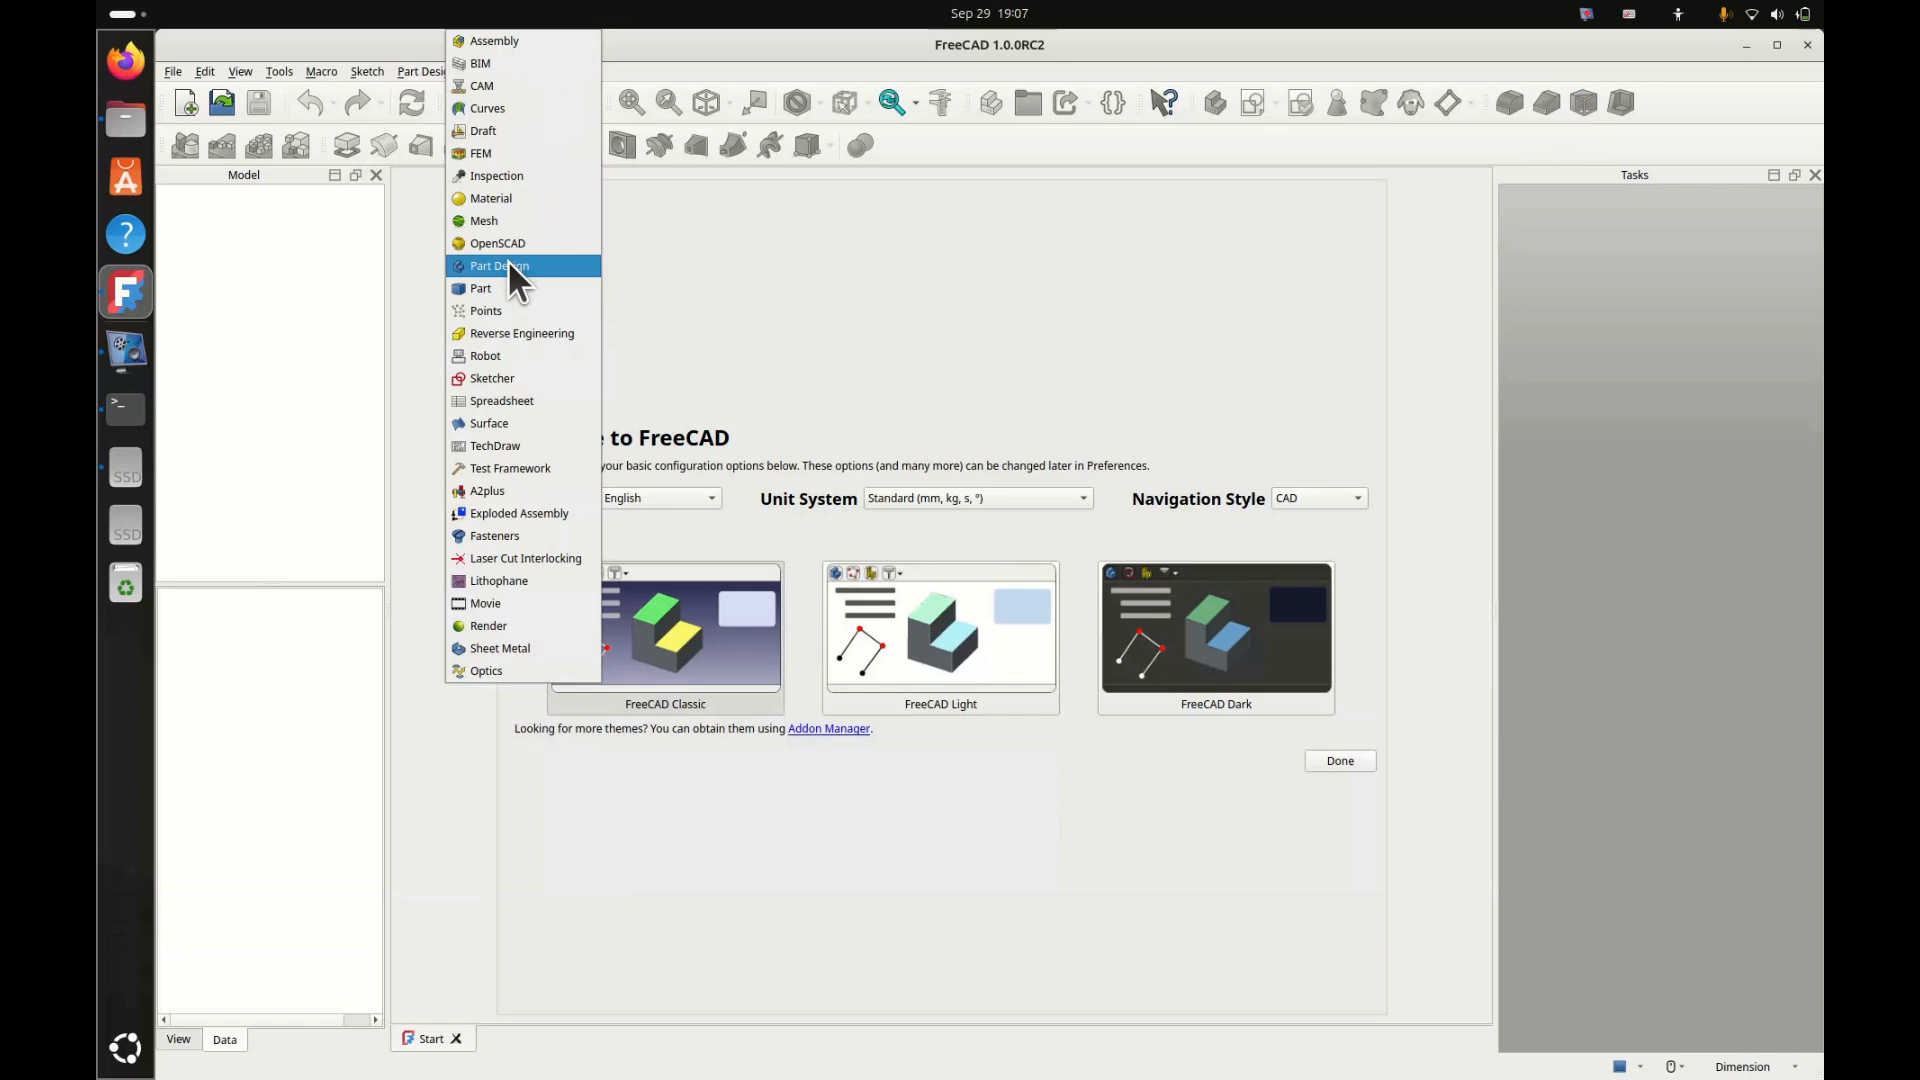 Sep 29 19:07
FreeCAD 1.0.0RC2
File Edit View Tools Macro Sketch Part Desi
Model
Tasks
Assembly
BIM
CAM
Curves
Draft
FEM
Inspection
Material
Mesh
OpenSCAD
Part Design
Part
Points
Reverse Engineering
Robot
Sketcher
Spreadsheet
Surface
TechDraw
Test Framework
A2plus
Exploded Assembly
Fasteners
Laser Cut Interlocking
Lithophane
Movie
Render
Sheet Metal
Optics
e to FreeCAD
your basic configuration options below. These options (and many more) can be changed later in Preferences.
English Unit System Standard (mm, kg, s, °) Navigation Style CAD
FreeCAD Classic FreeCAD Light FreeCAD Dark
Looking for more themes? You can obtain them using Addon Manager.
Done
SSD
SSD
View Data
Start
Dimension